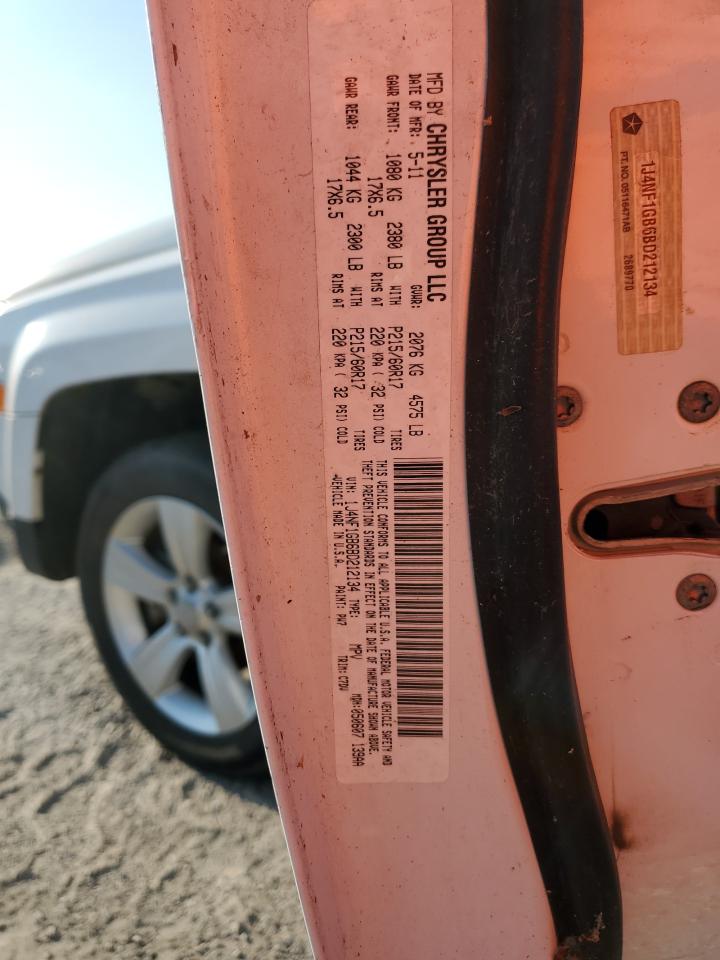 MFD BY CHRYSLER GROUP LLC
DATE OF MFR: 5-11 GVWR: 2076 KG 4575 LB
GAWR FRONT: 1080 KG 2380 LB WITH P215/60R17 TIRES
17X6.5 RIMS AT 220 KPA ( 32 PSI) COLD
GAWR REAR: 1044 KG 2300 LB WITH P215/60R17 TIRES
17X6.5 RIMS AT 220 KPA ( 32 PSI) COLD
THIS VEHICLE CONFORMS TO ALL APPLICABLE U.S.A. FEDERAL MOTOR VEHICLE SAFETY AND
THEFT PREVENTION STANDARDS IN EFFECT ON THE DATE OF MANUFACTURE SHOWN ABOVE.
VIN: 1J4NF1GB6BD212134 TYPE: MPV MDH:050607 139AA
VEHICLE MADE IN U.S.A. PAINT: PW7 TRIM: C7DV
1J4NF1GB6BD212134
PT. NO. 05116471AB 2689770